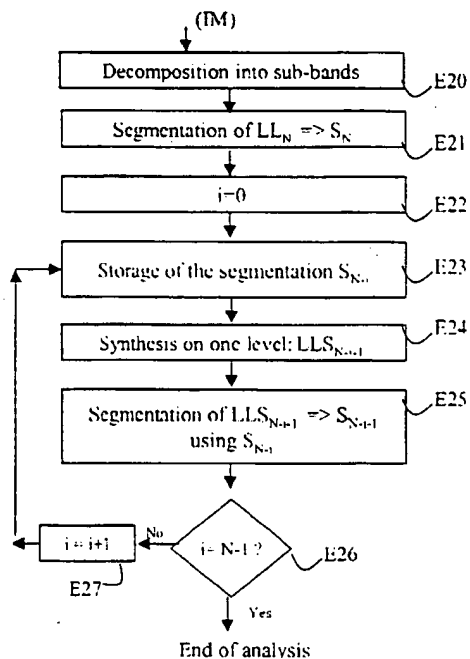 (IM)
Decomposition into sub-bands
E20
Segmentation of LL_N => S_N
E21
i=0
E22
Storage of the segmentation S_N-i
E23
E24
Synthesis on one level: LLS_N-i-1
E25
Segmentation of LLS_N-i-1 => S_N-i-1
using S_N-i
No
i = i+1
i= N-1 ?
E26
E27
Yes
End of analysis